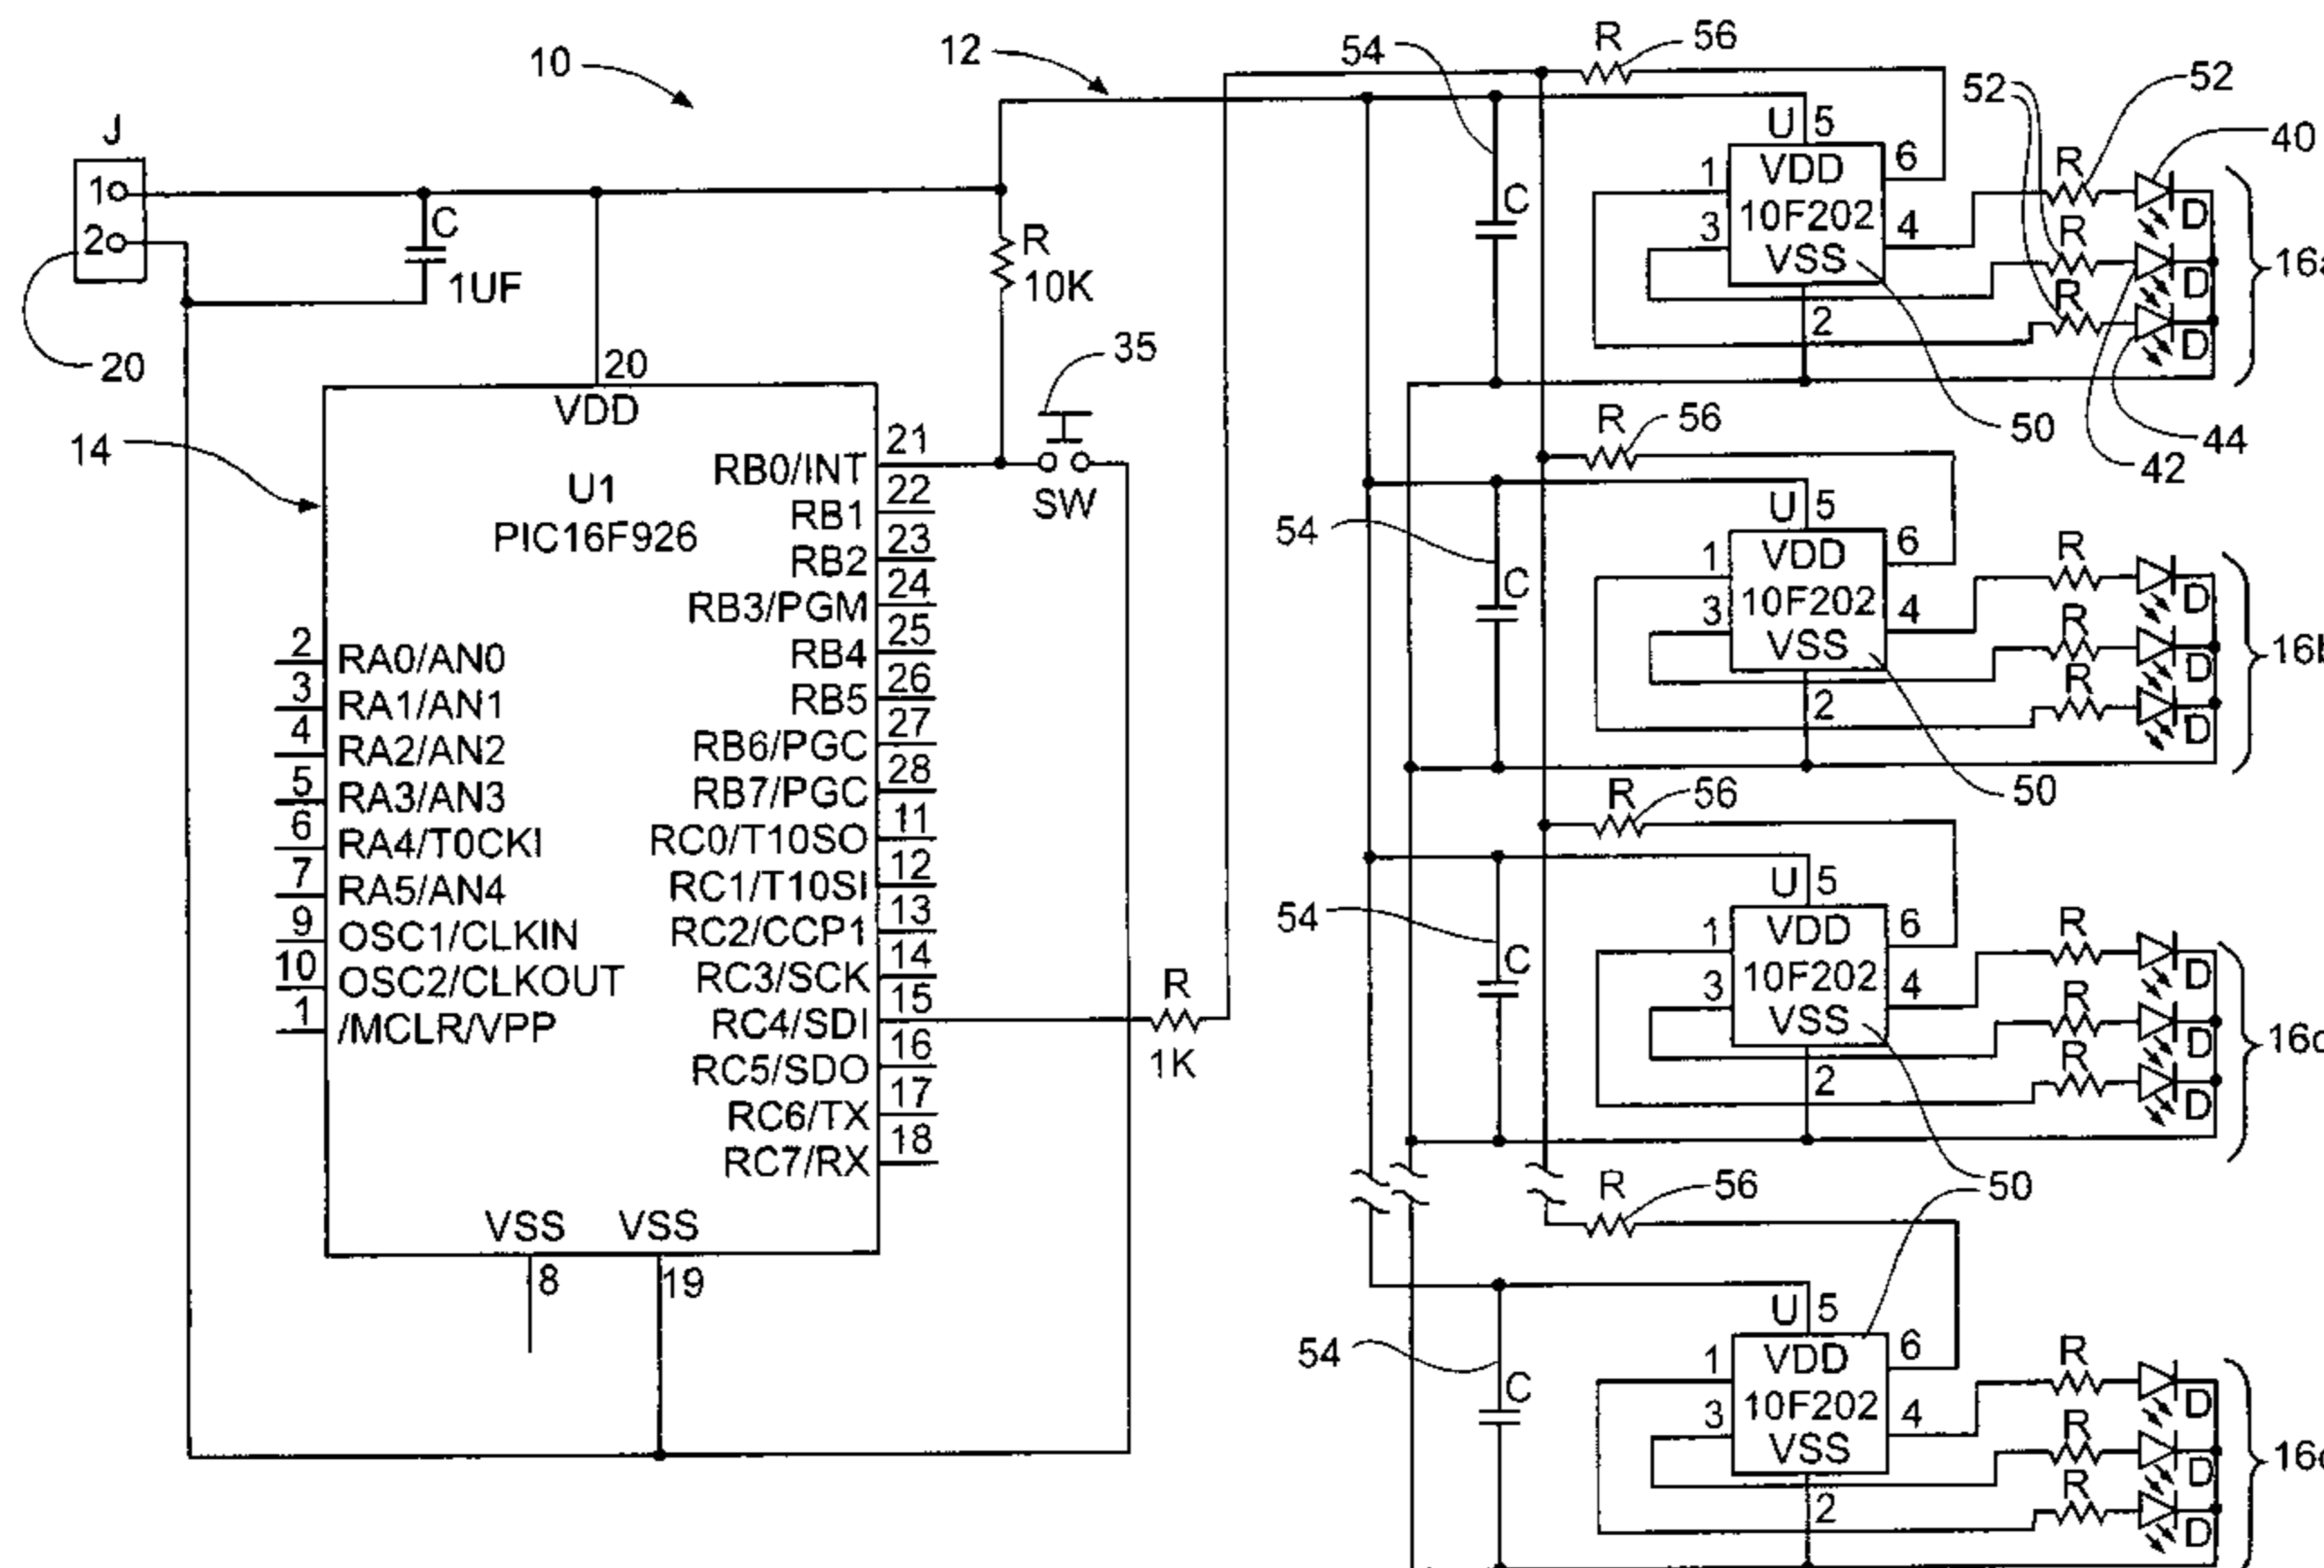 10
12
J
1
2
20
C
1UF
R
10K
35
SW
14
20
VDD
U1
PIC16F926
2 RA0/AN0
3 RA1/AN1
4 RA2/AN2
5 RA3/AN3
6 RA4/T0CKI
7 RA5/AN4
9 OSC1/CLKIN
10 OSC2/CLKOUT
1 /MCLR/VPP
RB0/INT 21
RB1 22
RB2 23
RB3/PGM 24
RB4 25
RB5 26
RB6/PGC 27
RB7/PGC 28
RC0/T10SO 11
RC1/T10SI 12
RC2/CCP1 13
RC3/SCK 14
RC4/SDI 15
RC5/SDO 16
RC6/TX 17
RC7/RX 18
VSS VSS
8 19
R
1K
54
R 56
C
U 5
1 VDD 6
10F202
3 VSS 4
2
50
52 52
R
R
R
40
D
D
D
42
44
16a
54
R 56
C
U 5
1 VDD 6
10F202
3 VSS 4
2
50
R
R
R
D
D
D
16b
54
R 56
C
U 5
1 VDD 6
10F202
3 VSS 4
2
50
R
R
R
D
D
D
54
R 56
C
U 5
1 VDD 6
10F202
3 VSS 4
2
R
R
R
D
D
D